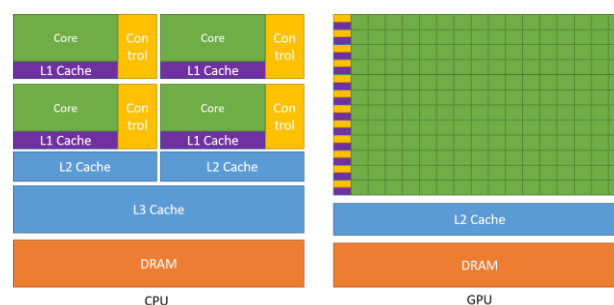 Core
Con
trol
L1 Cache
Core
Con
trol
L1 Cache
Core
Con
trol
L1 Cache
Core
Con
trol
L1 Cache
L2 Cache
L2 Cache
L3 Cache
DRAM
CPU
L2 Cache
DRAM
GPU